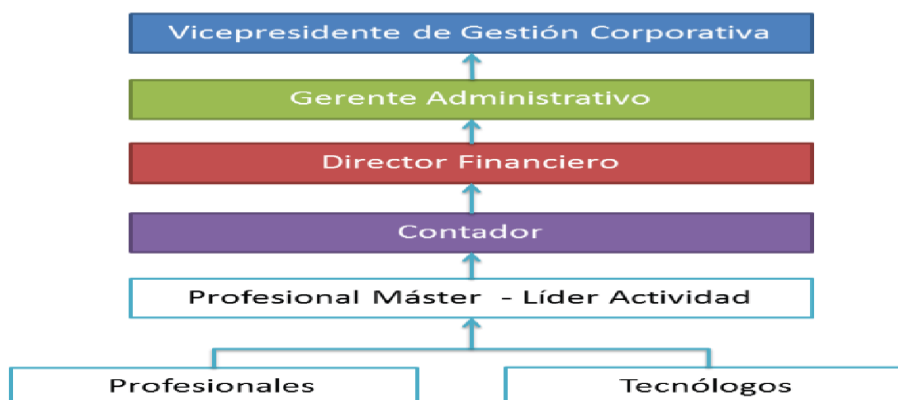 Vicepresidente de Gestión Corporativa
Gerente Administrativo
Director Financiero
Contador
Profesional Máster - Líder Actividad
Profesionales
Tecnólogos